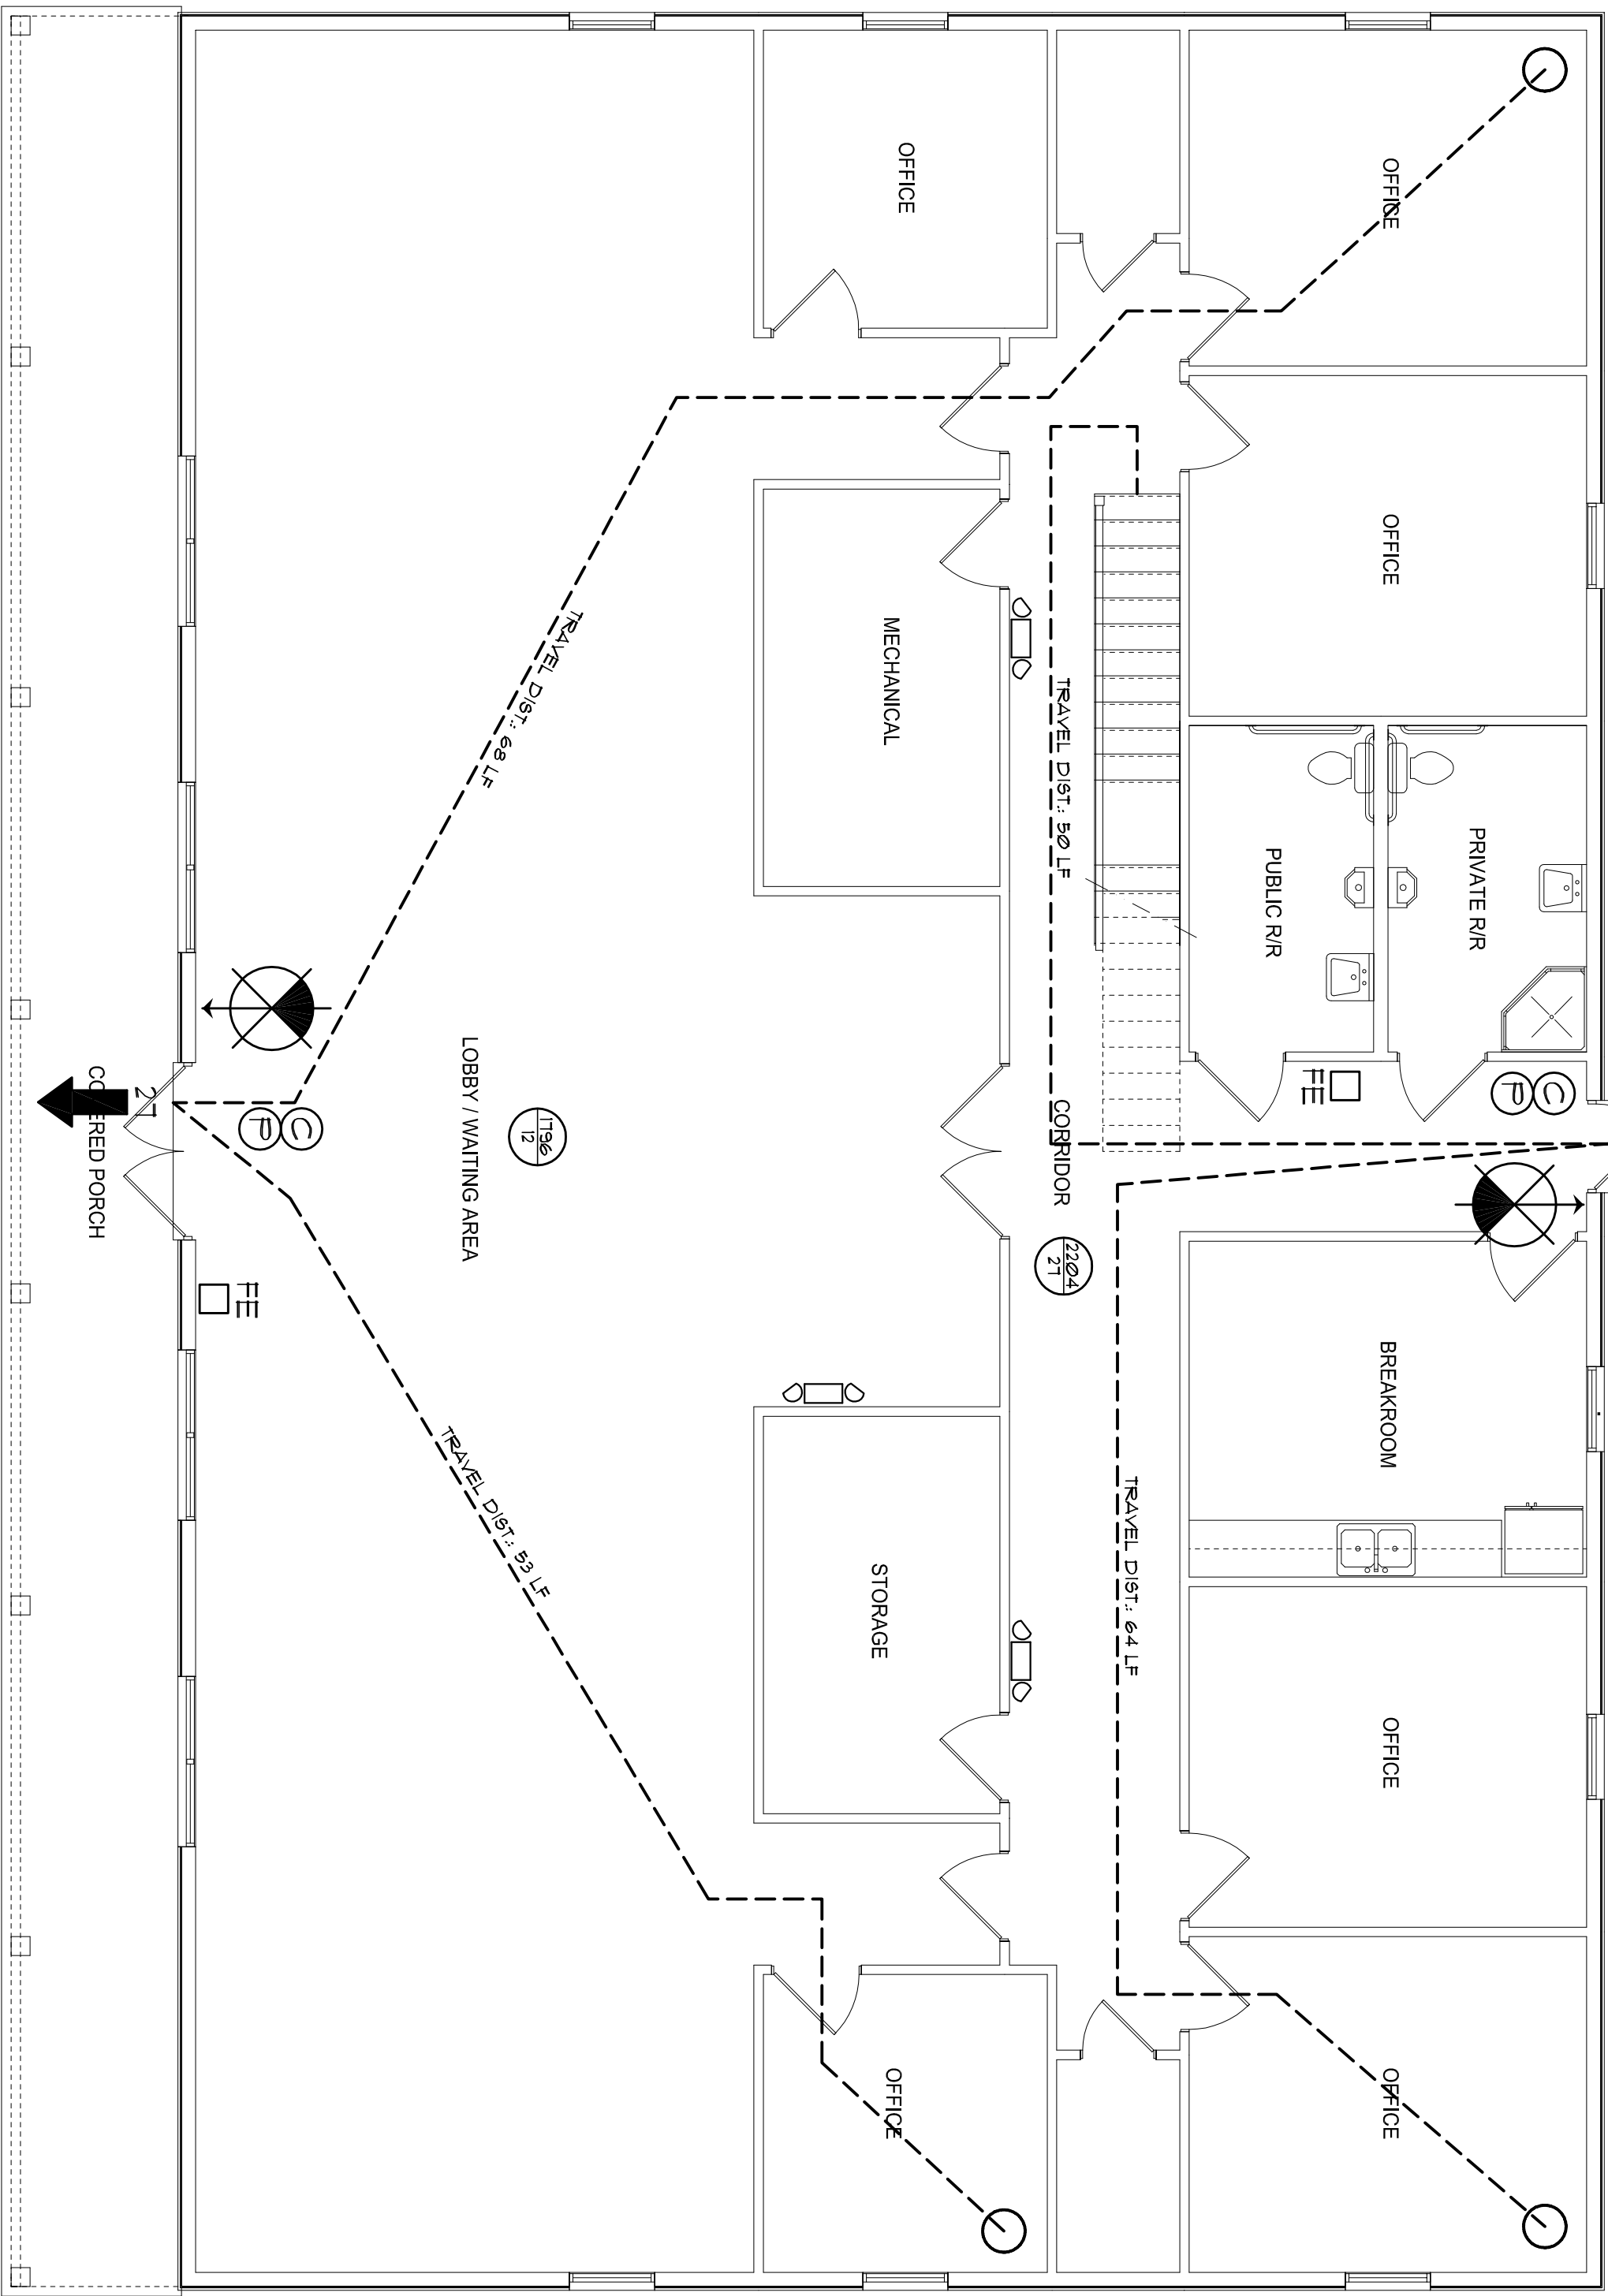 OFFICE
OFFICE
OFFICE
MECHANICAL
TRAVEL DIST.: 68 LF
TRAVEL DIST.: 50 LF
PUBLIC R/R
PRIVATE R/R
LOBBY / WAITING AREA
COVERED PORCH
27
C
P
1796
12
CORRIDOR
FE
C
P
2204
27
FE
BREAKROOM
STORAGE
TRAVEL DIST.: 53 LF
TRAVEL DIST.: 64 LF
OFFICE
OFFICE
OFFICE